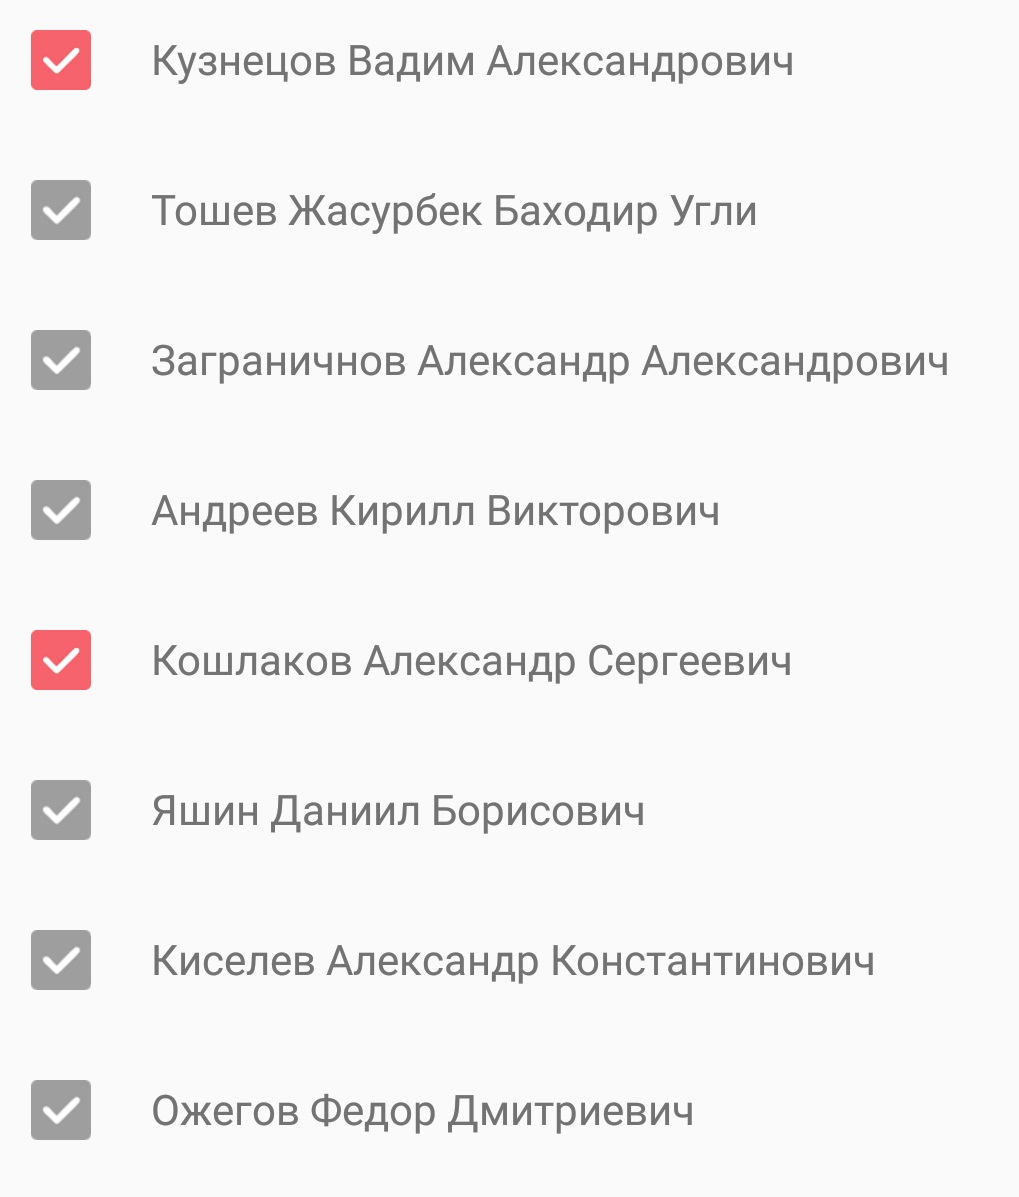 Кузнецов Вадим Александрович
Тошев Жасурбек Баходир Угли
Заграничнов Александр Александрович
Андреев Кирилл Викторович
Кошлаков Александр Сергеевич
Яшин Даниил Борисович
Киселев Александр Константинович
Ожегов Федор Дмитриевич